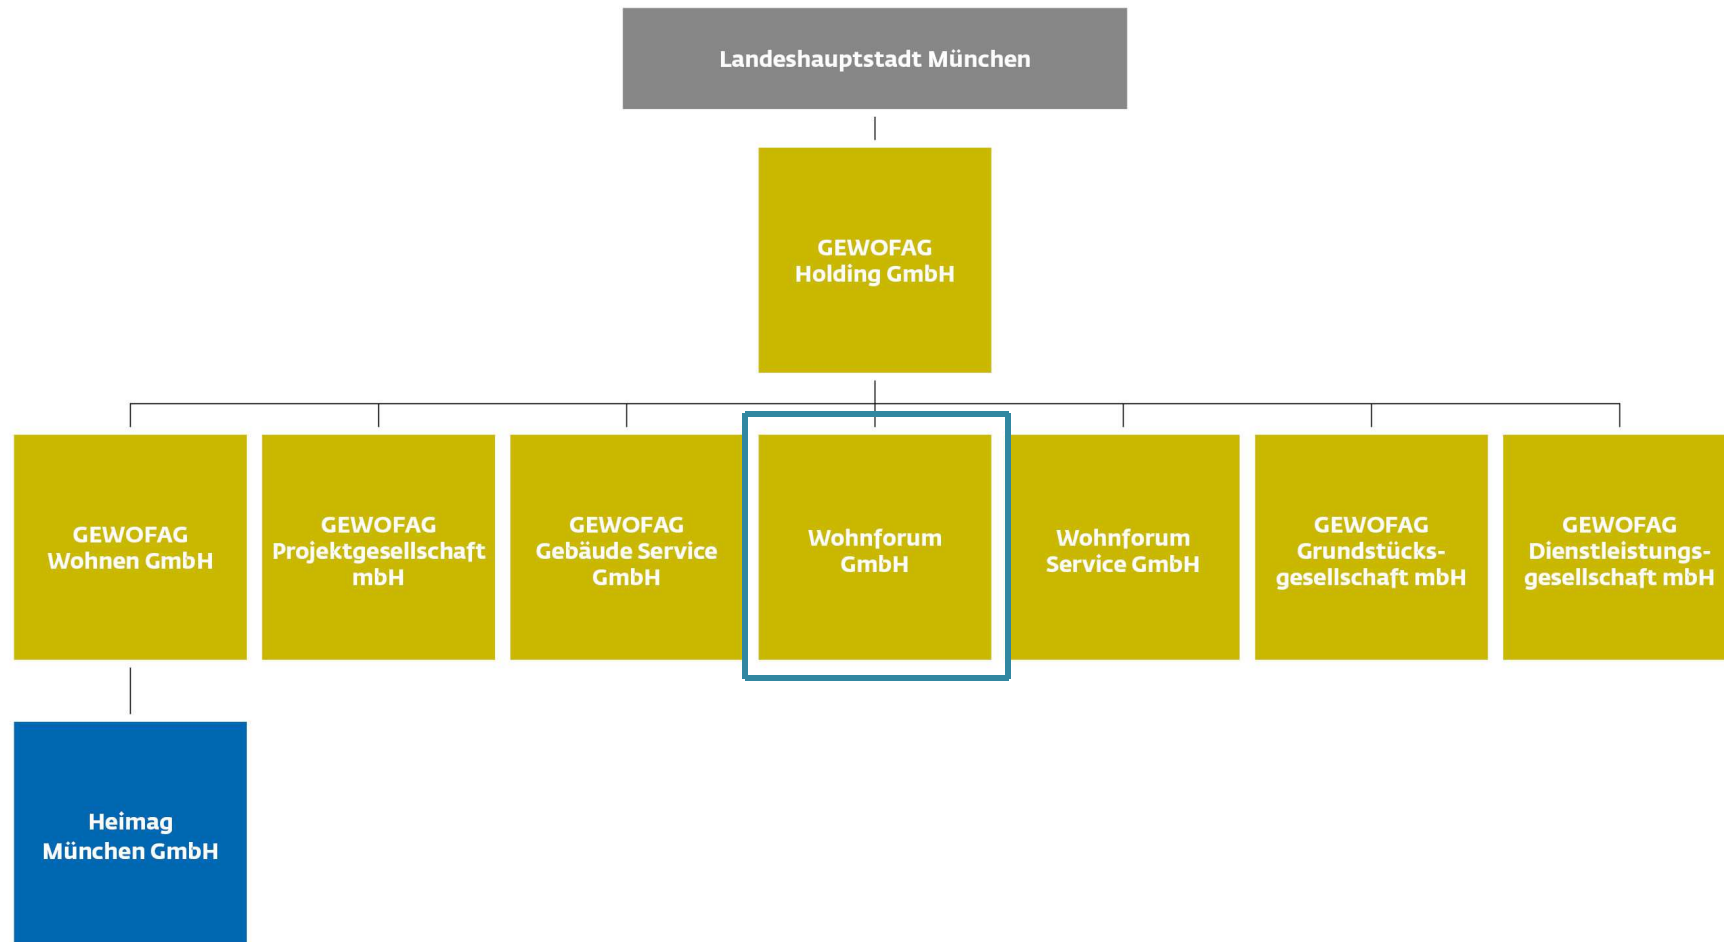 Landeshauptstadt München
GEWOFAG
Holding GmbH
GEWOFAG
Wohnen GmbH
GEWOFAG
Projektgesellschaft
mbH
GEWOFAG
Gebäude Service
GmbH
Wohnforum
GmbH
Wohnforum
Service GmbH
GEWOFAG
Grundstücks-
gesellschaft mbH
GEWOFAG
Dienstleistungs-
gesellschaft mbH
Heimag
München GmbH